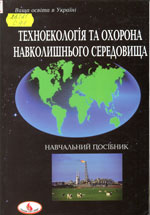 Вища освіта в Україні
ТЕХНОЕКОЛОГІЯ ТА ОХОРОНА
НАВКОЛИШНЬОГО СЕРЕДОВИЩА
НАВЧАЛЬНИЙ ПОСІБНИК